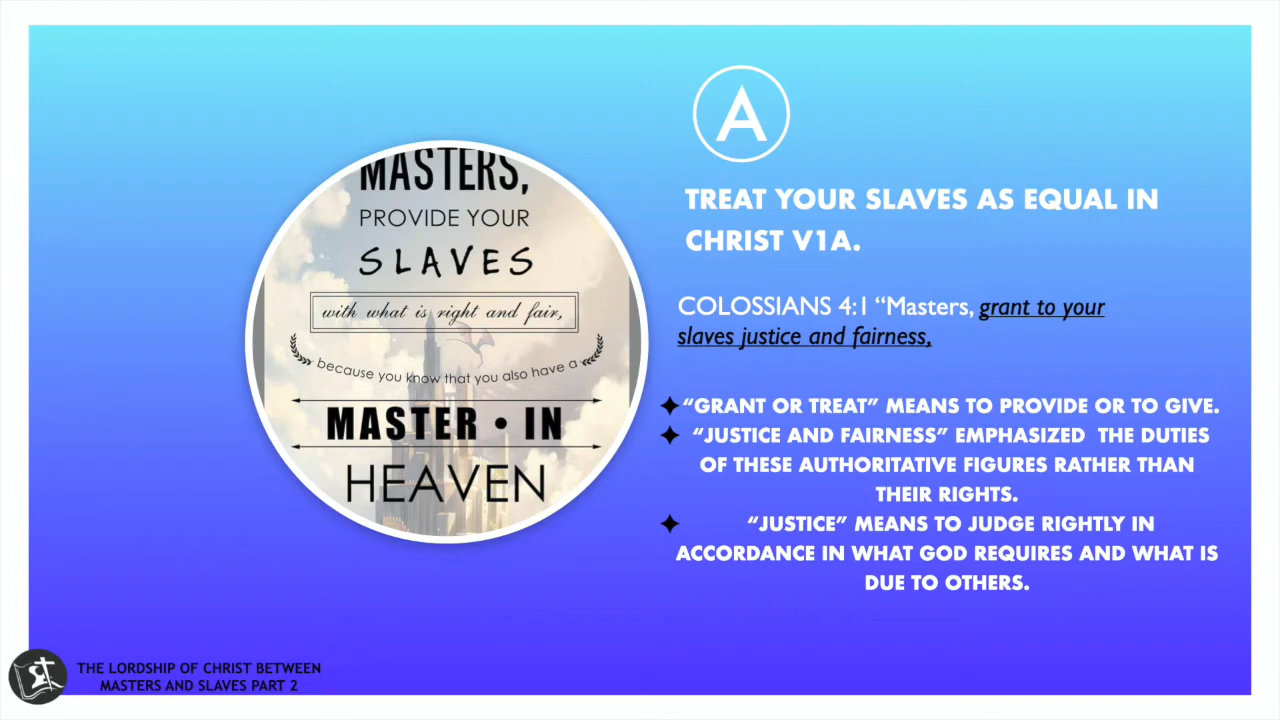 MASTERS,
PROVIDE YOUR
SLAVES
with what is right and fair,
because you know that you also have a
MASTER • IN
HEAVEN
A
TREAT YOUR SLAVES AS EQUAL IN
CHRIST V1A.
COLOSSIANS 4:1 “Masters, grant to your
slaves justice and fairness,
✦“GRANT OR TREAT” MEANS TO PROVIDE OR TO GIVE.
✦ “JUSTICE AND FAIRNESS” EMPHASIZED THE DUTIES
OF THESE AUTHORITATIVE FIGURES RATHER THAN
THEIR RIGHTS.
✦ “JUSTICE” MEANS TO JUDGE RIGHTLY IN
ACCORDANCE IN WHAT GOD REQUIRES AND WHAT IS
DUE TO OTHERS.
THE LORDSHIP OF CHRIST BETWEEN
MASTERS AND SLAVES PART 2